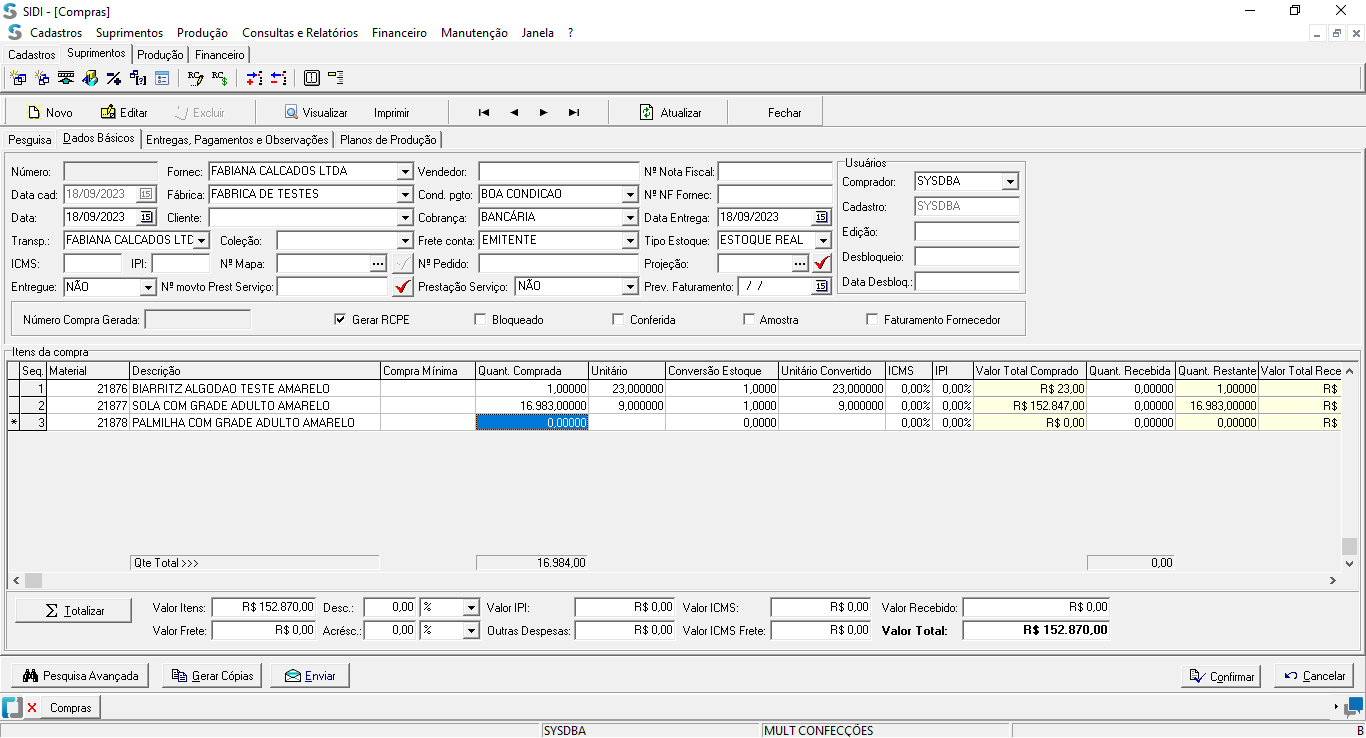 SIDI - [Compras]
Cadastros Suprimentos Produção Consultas e Relatórios Financeiro Manutenção Janela ?
Cadastros Suprimentos Produção Financeiro
Novo Editar Excluir Visualizar Imprimir Atualizar Fechar
Pesquisa Dados Básicos Entregas, Pagamentos e Observações Planos de Produção
Número: Fornec: FABIANA CALCADOS LTDA Vendedor: Nº Nota Fiscal: Usuários
Data cad: 18/09/2023 Fábrica: FABRICA DE TESTES Cond. pgto: BOA CONDICAO Nº NF Fornec: Comprador: SYSDBA
Data: 18/09/2023 Cliente: Cobrança: BANCÁRIA Data Entrega: 18/09/2023 Cadastro: SYSDBA
Transp.: FABIANA CALCADOS LTC Coleção: Frete conta: EMITENTE Tipo Estoque: ESTOQUE REAL Edição:
ICMS: IPI: Nº Mapa: Nº Pedido: Projeção: Desbloqueio:
Entregue: NÃO Nº movto Prest Serviço: Prestação Serviço: NÃO Prev. Faturamento: / / Data Desbloq.:
Número Compra Gerada: Gerar RCPE Bloqueado Conferida Amostra Faturamento Fornecedor
Itens da compra
Seq. Material Descrição Compra Mínima Quant. Comprada Unitário Conversão Estoque Unitário Convertido ICMS IPI Valor Total Comprado Quant. Recebida Quant. Restante Valor Total Rece
1 21876 BIARRITZ ALGODAO TESTE AMARELO 1,00000 23,000000 1,0000 23,000000 0,00% 0,00% R$ 23,00 0,00000 1,00000 R$
2 21877 SOLA COM GRADE ADULTO AMARELO 16.983,00000 9,000000 1,0000 9,000000 0,00% 0,00% R$ 152.847,00 0,00000 16.983,00000 R$
* 3 21878 PALMILHA COM GRADE ADULTO AMARELO 0,00000 0,0000 0,00% 0,00% R$ 0,00 0,00000 0,00000 R$
Qte Total >>> 16.984,00 0,00
Totalizar Valor Itens: R$ 152.870,00 Desc.: 0,00 % Valor IPI: R$ 0,00 Valor ICMS: R$ 0,00 Valor Recebido: R$ 0,00
Valor Frete: R$ 0,00 Acrésc.: 0,00 % Outras Despesas: R$ 0,00 Valor ICMS Frete: R$ 0,00 Valor Total: R$ 152.870,00
Pesquisa Avançada Gerar Cópias Enviar Confirmar Cancelar
Compras
SYSDBA MULT CONFECÇÕES B